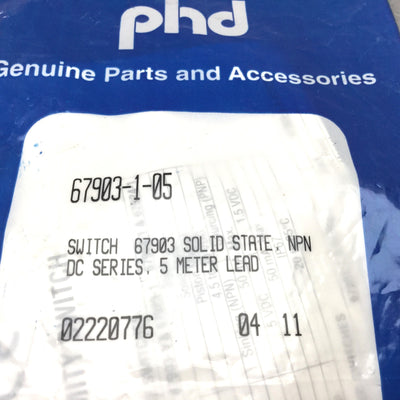 phd
Genuine Parts and Accessories
67903-1-05
SWITCH 67903 SOLID STATE, NPN
DC SERIES, 5 METER LEAD
02220776 04 11